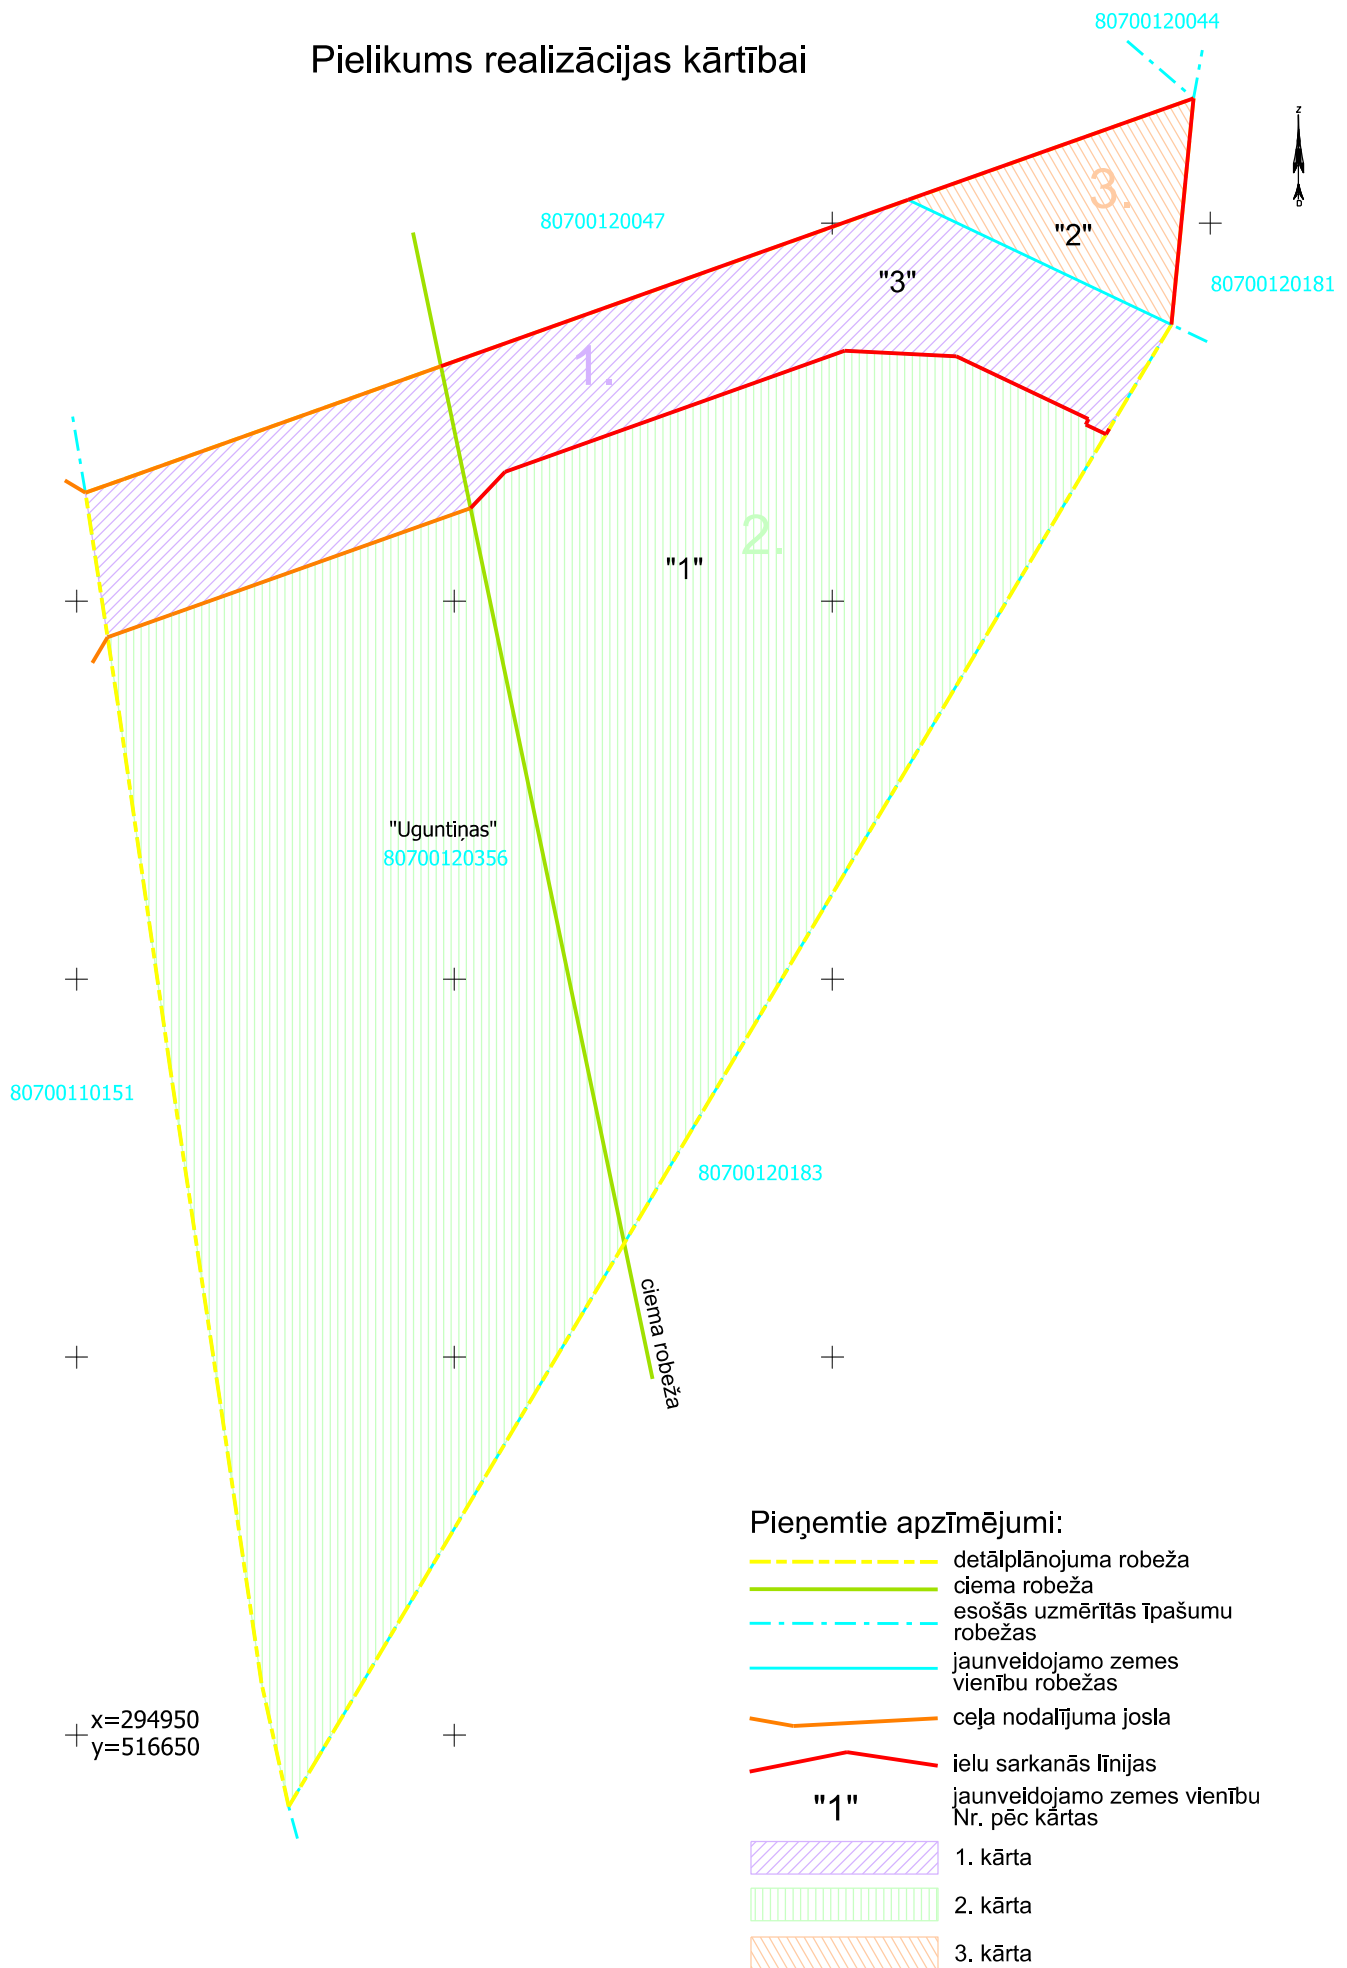 80700120044
Pielikums realizācijas kārtībai
z
D
3.
80700120047
"2"
"3"
80700120181
1.
2.
"1"
"Uguntiņas"
80700120356
80700110151
80700120183
ciema robeža
Pieņemtie apzīmējumi:
detālplānojuma robeža
ciema robeža
esošās uzmērītās īpašumu
robežas
jaunveidojamo zemes
vienību robežas
x=294950
y=516650
ceļa nodalījuma josla
ielu sarkanās līnijas
"1"
jaunveidojamo zemes vienību
Nr. pēc kārtas
1. kārta
2. kārta
3. kārta